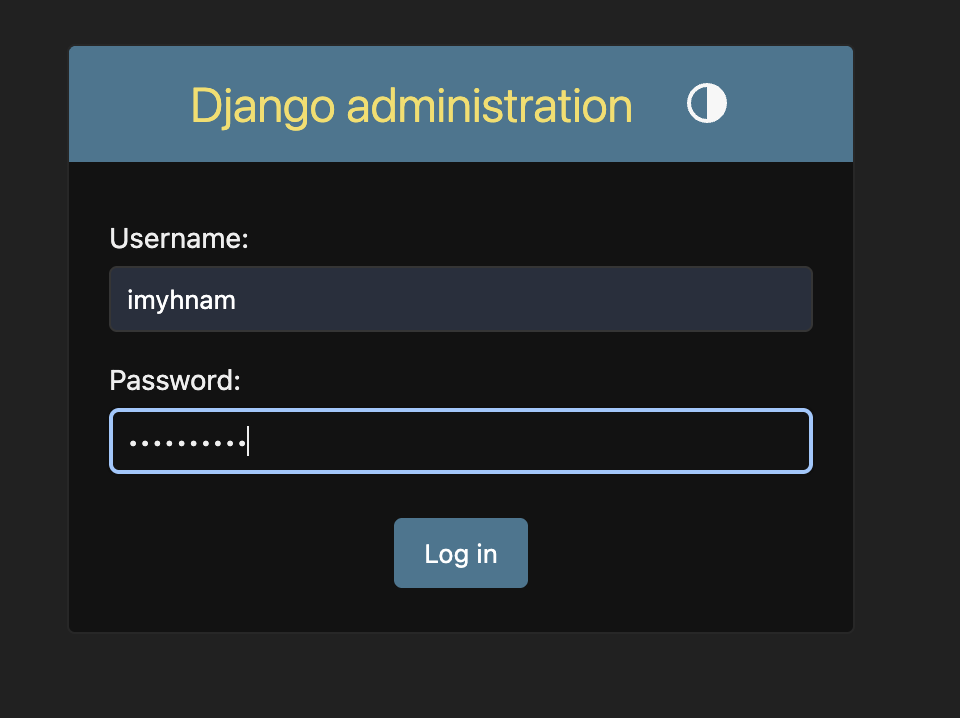 Django administration
Username:
imyhnam
Password:
••••••••••
Log in